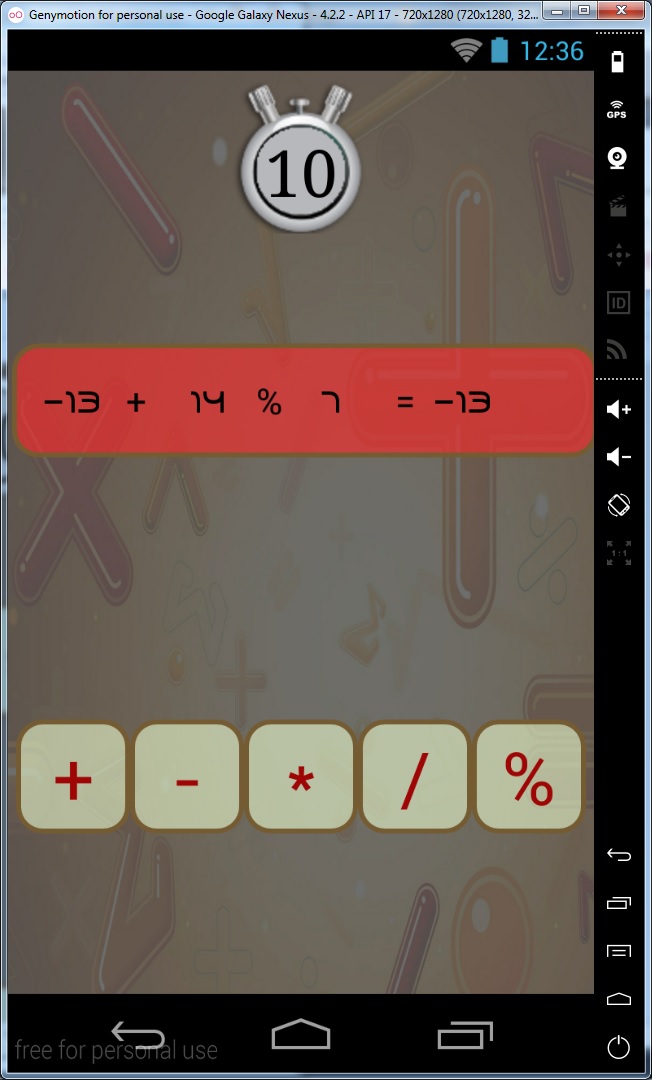 Genymotion for personal use - Google Galaxy Nexus - 4.2.2 - API 17 - 720x1280 (720x1280, 32...
12:36
GPS
10
ID
-13 + 14 % 7 = -13
1:1
+ - * / %
free for personal use